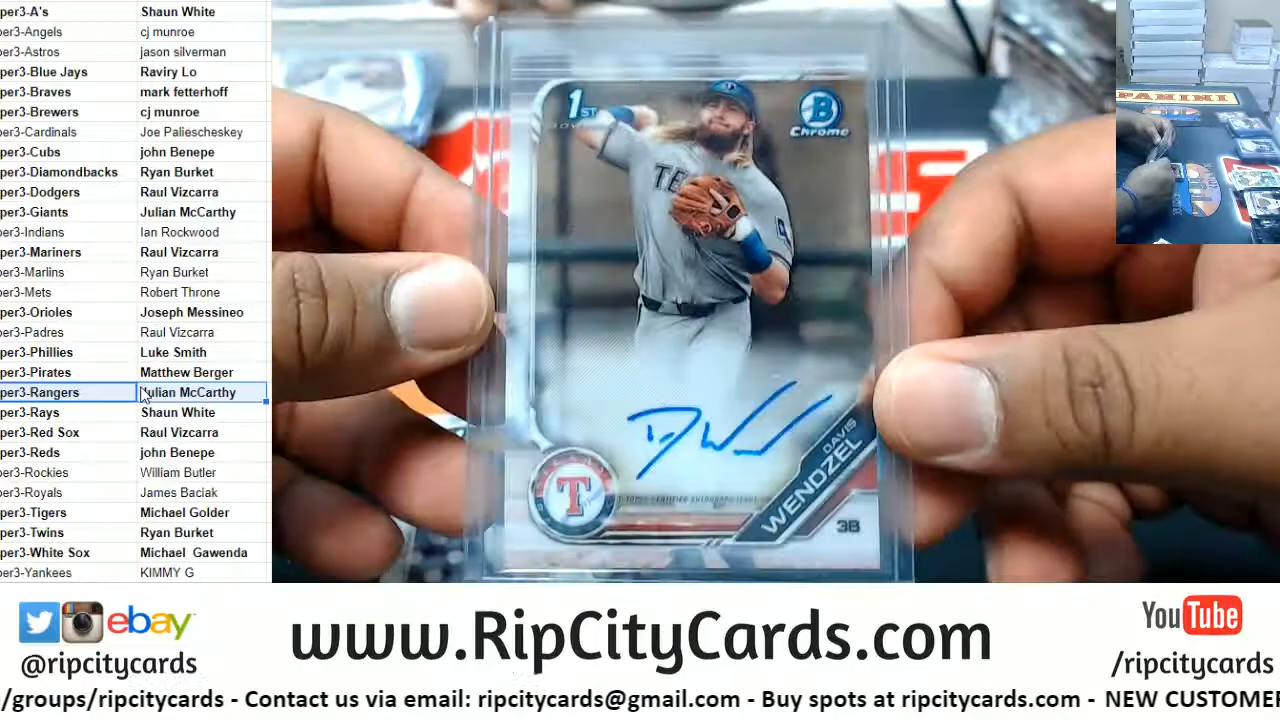 per3-A's Shaun White
per3-Angels cj munroe
per3-Astros jason silverman
per3-Blue Jays Raviry Lo
per3-Braves mark fetterhoff
per3-Brewers cj munroe
per3-Cardinals Joe Paliescheskey
per3-Cubs john Benepe
per3-Diamondbacks Ryan Burket
per3-Dodgers Raul Vizcarra
per3-Giants Julian McCarthy
per3-Indians Ian Rockwood
per3-Mariners Raul Vizcarra
per3-Marlins Ryan Burket
per3-Mets Robert Throne
per3-Orioles Joseph Messineo
per3-Padres Raul Vizcarra
per3-Phillies Luke Smith
per3-Pirates Matthew Berger
per3-Rangers Julian McCarthy
per3-Rays Shaun White
per3-Red Sox Raul Vizcarra
per3-Reds john Benepe
per3-Rockies William Butler
per3-Royals James Baciak
per3-Tigers Michael Golder
per3-Twins Ryan Burket
per3-White Sox Michael Gawenda
per3-Yankees KIMMY G
1ST
B
Chrome
TE
T
DAVIS
WENDZEL
3B
PANINI
ebay
@ripcitycards
www.RipCityCards.com
YouTube
/ripcitycards
/groups/ripcitycards - Contact us via email: ripcitycards@gmail.com - Buy spots at ripcitycards.com - NEW CUSTOME